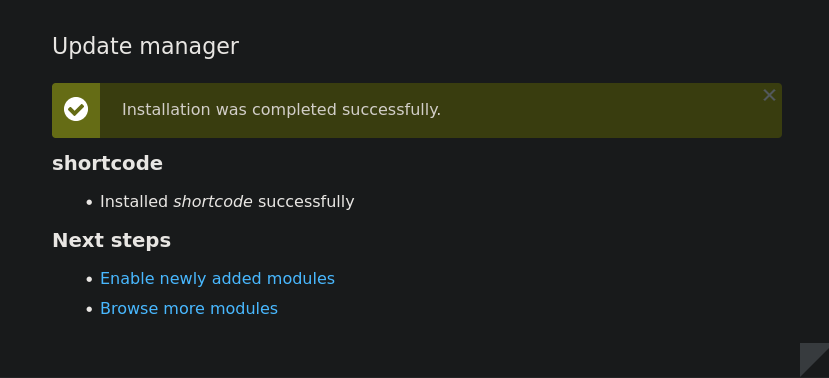 Update manager
Installation was completed successfully.
shortcode
Installed shortcode successfully
Next steps
Enable newly added modules
Browse more modules